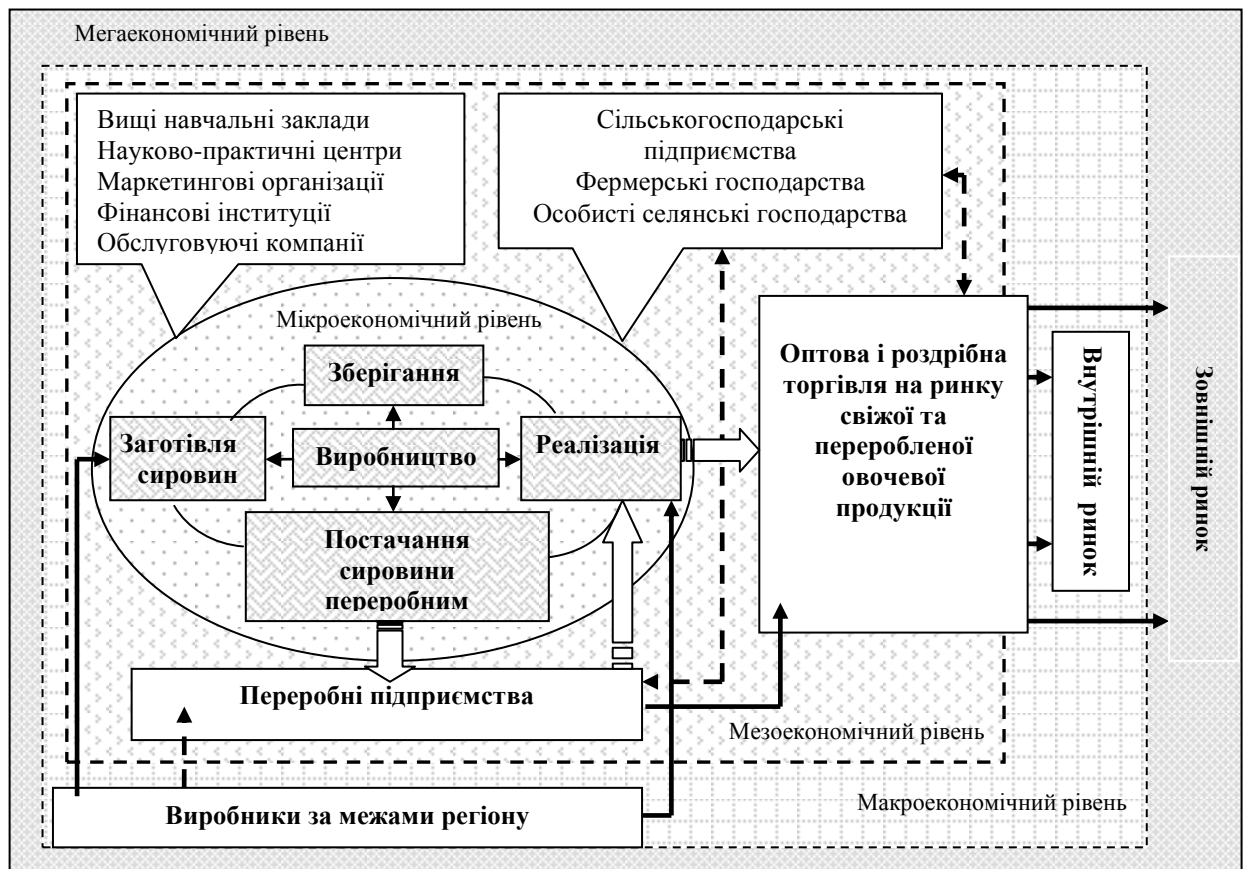 Мегаекономічний рівень
Вищі навчальні заклади
Науково-практичні центри
Маркетингові організації
Фінансові інституції
Обслуговуючі компанії
Сільськогосподарські
підприємства
Фермерські господарства
Особисті селянські господарства
Мікроекономічний рівень
Зберігання
Заготівля
сировин
Виробництво
Реалізація
Постачання
сировини
переробним
Оптова і роздрібна
торгівля на ринку
свіжої та
переробленої
овочевої
продукції
Внутрішній ринок
Зовнішній ринок
Переробні підприємства
Мезоекономічний рівень
Макроекономічний рівень
Виробники за межами регіону